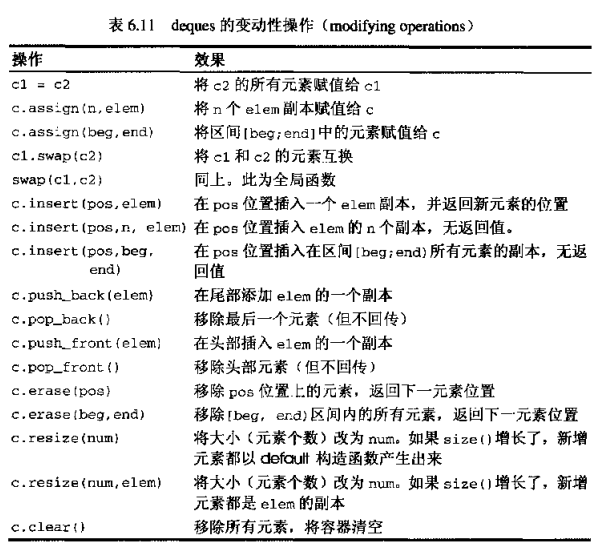 表 6.11 deques 的变动性操作（modifying operations）
操作 效果
c1 = c2 将 c2 的所有元素赋值给 c1
c.assign(n,elem) 将 n 个 elem 副本赋值给 c
c.assign(beg,end) 将区间[beg;end]中的元素赋值给 c
c1.swap(c2) 将 c1 和 c2 的元素互换
swap(c1,c2) 同上。此为全局函数
c.insert(pos,elem) 在 pos 位置插入一个 elem 副本，并返回新元素的位置
c.insert(pos,n, elem) 在 pos 位置插入 elem 的 n 个副本，无返回值。
c.insert(pos,beg, 在 pos 位置插入在区间[beg;end)所有元素的副本，无返
end) 回值
c.push_back(elem) 在尾部添加 elem 的一个副本
c.pop_back() 移除最后一个元素（但不回传）
c.push_front(elem) 在头部插入 elem 的一个副本
c.pop_front() 移除头部元素（但不回传）
c.erase(pos) 移除 pos 位置上的元素，返回下一元素位置
c.erase(beg,end) 移除[beg, end)区间内的所有元素，返回下一元素位置
c.resize(num) 将大小（元素个数）改为 num。如果 size()增长了，新增
元素都以 default 构造函数产生出来
c.resize(num,elem) 将大小（元素个数）改为 num。如果 size()增长了，新增
元素都是 elem 的副本
c.clear() 移除所有元素，将容器清空